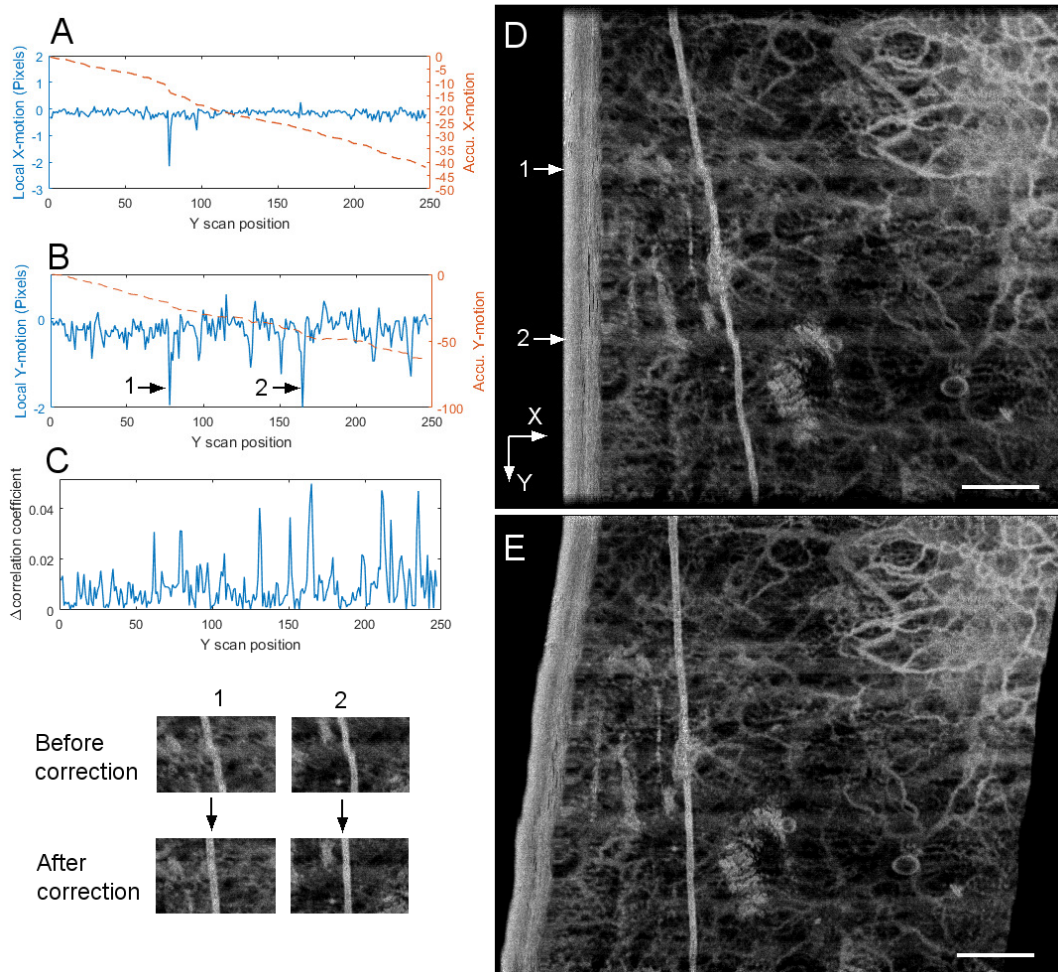 A
Local X-motion (Pixels)
2
1
0
-1
-2
-3
0
-5
-10
-15
-20
-25
-30
-35
-40
-45
-50
Accu. X-motion
0 50 100 150 200 250
Y scan position
B
Local Y-motion (Pixels)
0
-2
0
-50
-100
Accu. Y-motion
1
2
0 50 100 150 200 250
Y scan position
C
Δcorrelation coefficient
0.04
0.02
0
0 50 100 150 200 250
Y scan position
1 2
Before
correction
After
correction
D
1
2
X
Y
E